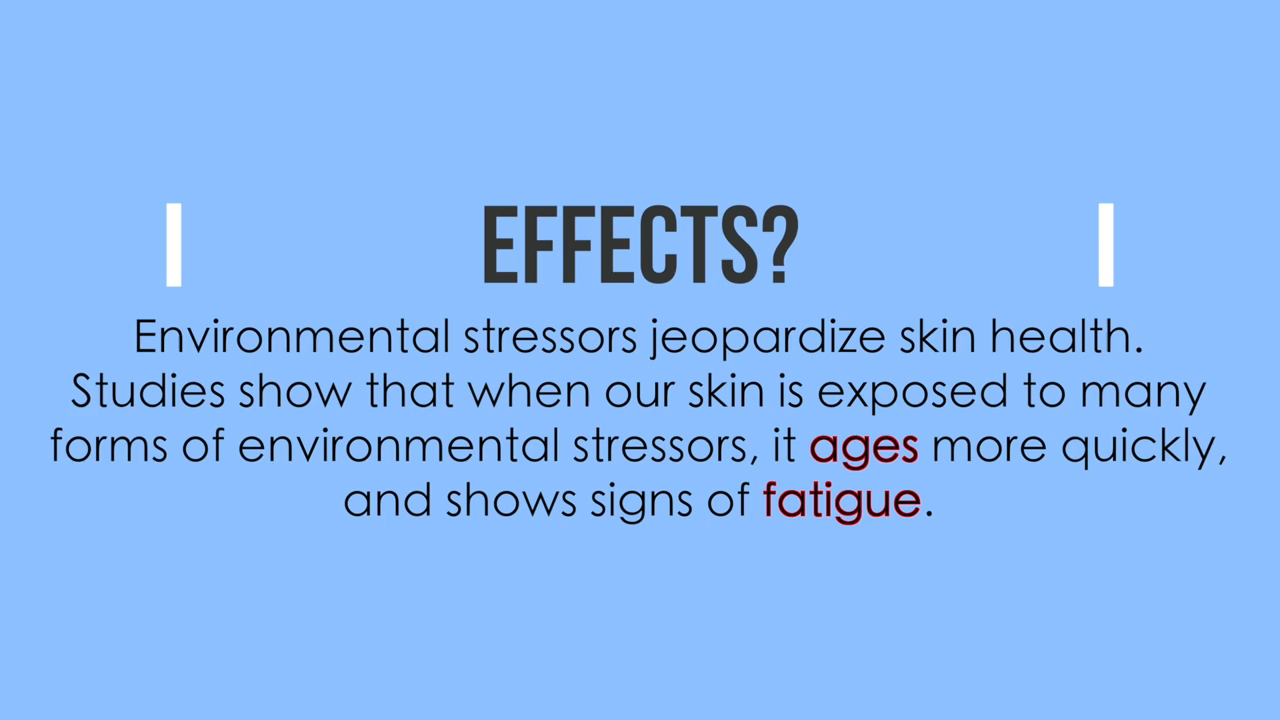 EFFECTS?
Environmental stressors jeopardize skin health.
Studies show that when our skin is exposed to many
forms of environmental stressors, it ages more quickly,
and shows signs of fatigue.